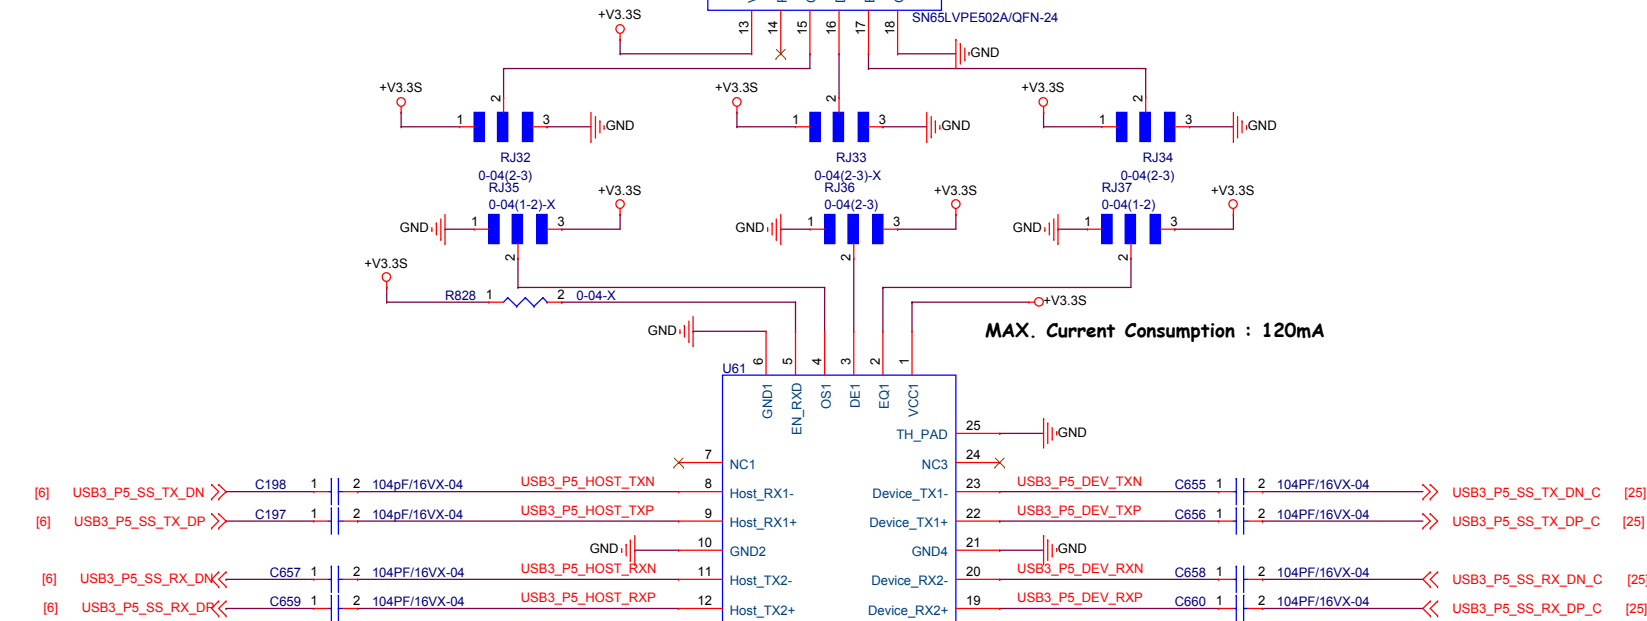 SN65LVPE502A/QFN-24
+V3.3S
13
14
15
16
17
18
GND
+V3.3S
2
1
3
GND
RJ32
0-04(2-3)
+V3.3S
2
1
3
GND
RJ33
0-04(2-3)-X
+V3.3S
2
1
3
GND
RJ34
0-04(2-3)
RJ35
0-04(1-2)-X
+V3.3S
GND
1
3
2
RJ36
0-04(2-3)
+V3.3S
GND
1
3
2
RJ37
0-04(1-2)
+V3.3S
GND
1
3
2
+V3.3S
R828 1 2 0-04-X
+V3.3S
MAX. Current Consumption : 120mA
GND
6
5
4
3
2
1
U61
GND1
EN_RXD
OS1
DE1
EQ1
VCC1
TH_PAD 25 GND
7 NC1
NC3 24
[6] USB3_P5_SS_TX_DN C198 1 2 104pF/16VX-04 USB3_P5_HOST_TXN 8 Host_RX1-
Device_TX1- 23 USB3_P5_DEV_TXN C655 1 2 104PF/16VX-04 USB3_P5_SS_TX_DN_C [25]
[6] USB3_P5_SS_TX_DP C197 1 2 104pF/16VX-04 USB3_P5_HOST_TXP 9 Host_RX1+
Device_TX1+ 22 USB3_P5_DEV_TXP C656 1 2 104PF/16VX-04 USB3_P5_SS_TX_DP_C [25]
GND 10 GND2
GND4 21 GND
[6] USB3_P5_SS_RX_DN C657 1 2 104PF/16VX-04 USB3_P5_HOST_RXN 11 Host_TX2-
Device_RX2- 20 USB3_P5_DEV_RXN C658 1 2 104PF/16VX-04 USB3_P5_SS_RX_DN_C [25]
[6] USB3_P5_SS_RX_DP C659 1 2 104PF/16VX-04 USB3_P5_HOST_RXP 12 Host_TX2+
Device_RX2+ 19 USB3_P5_DEV_RXP C660 1 2 104PF/16VX-04 USB3_P5_SS_RX_DP_C [25]